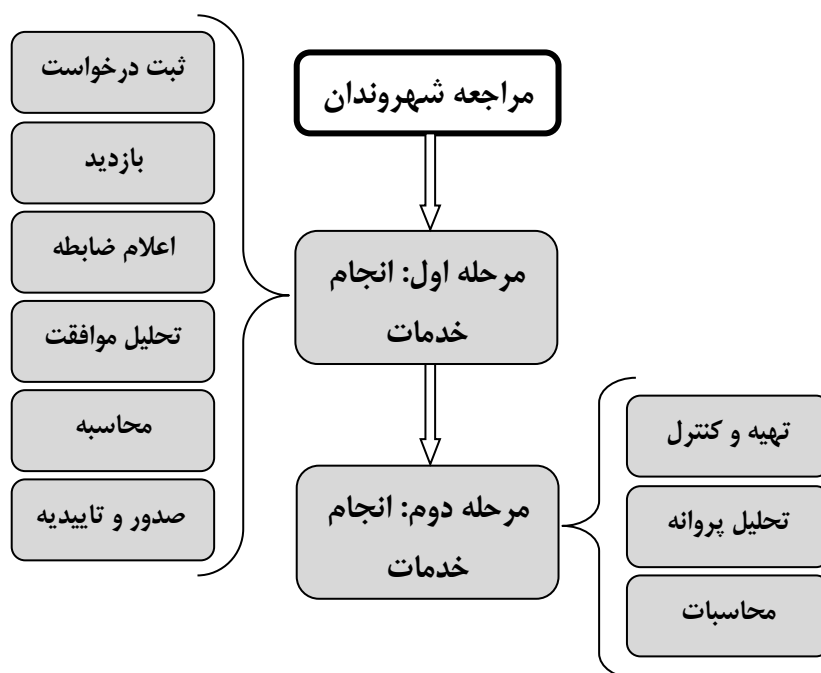 مراجعه شهروندان
مرحله اول: انجام
خدمات
ثبت درخواست
بازدید
اعلام ضابطه
تحلیل موافقت
محاسبه
صدور و تاییدیه
مرحله دوم: انجام
خدمات
تهیه و کنترل
تحلیل پروانه
محاسبات